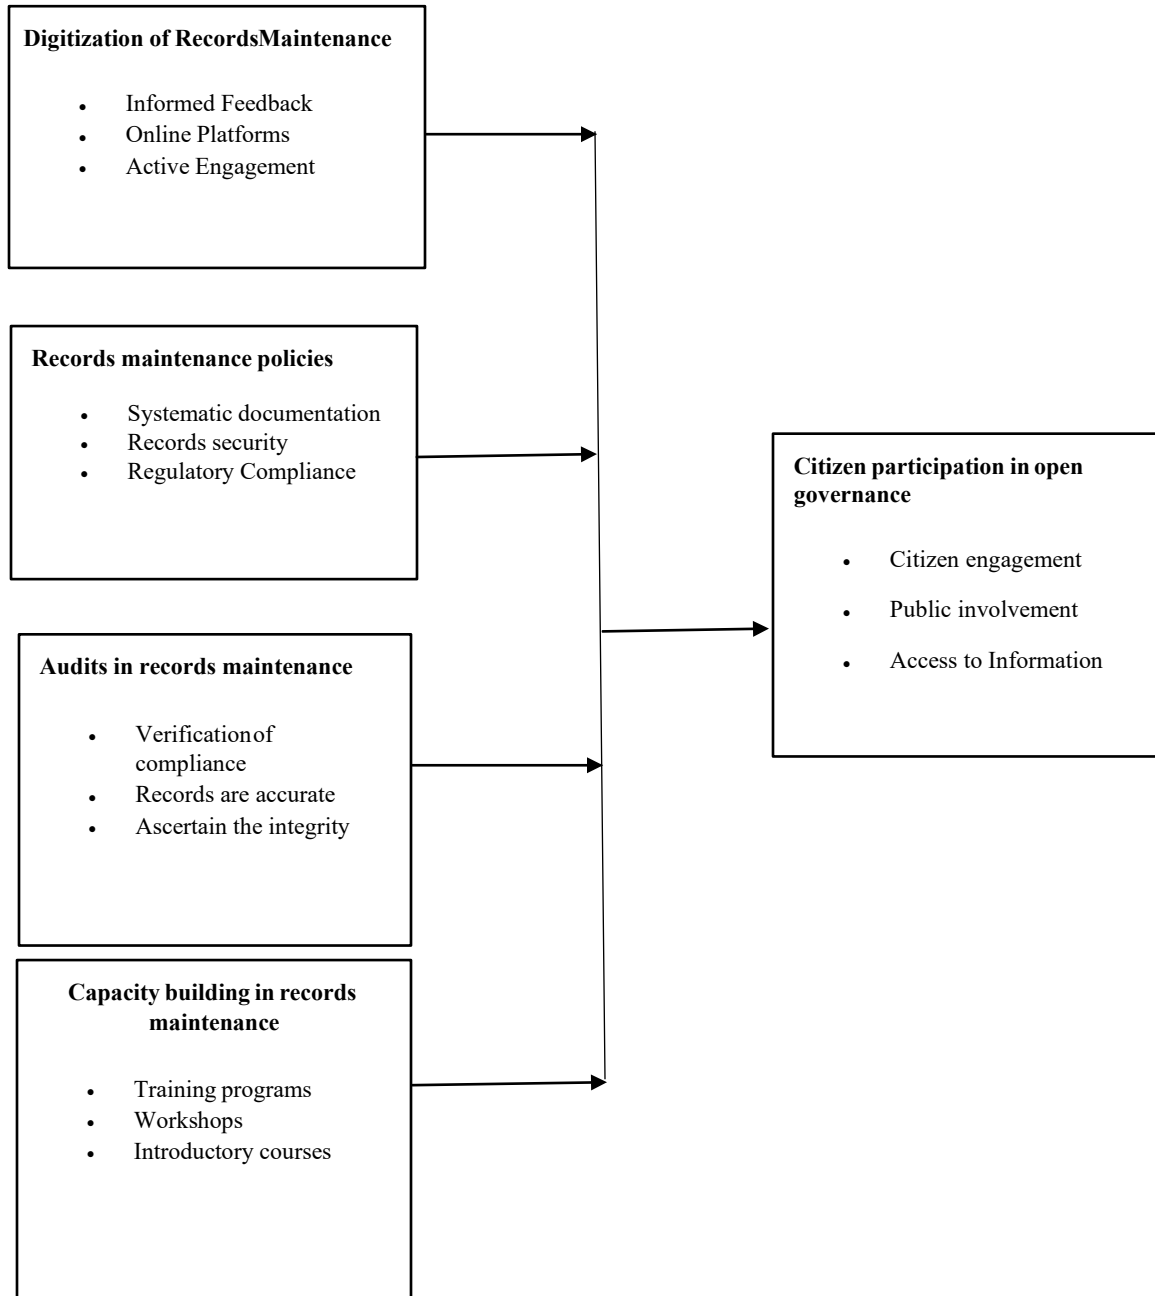 Digitization of RecordsMaintenance
• Informed Feedback
• Online Platforms
• Active Engagement
Records maintenance policies
• Systematic documentation
• Records security
• Regulatory Compliance
Audits in records maintenance
• Verificationof
compliance
• Records are accurate
• Ascertain the integrity
Capacity building in records
maintenance
• Training programs
• Workshops
• Introductory courses
Citizen participation in open
governance
• Citizen engagement
• Public involvement
• Access to Information